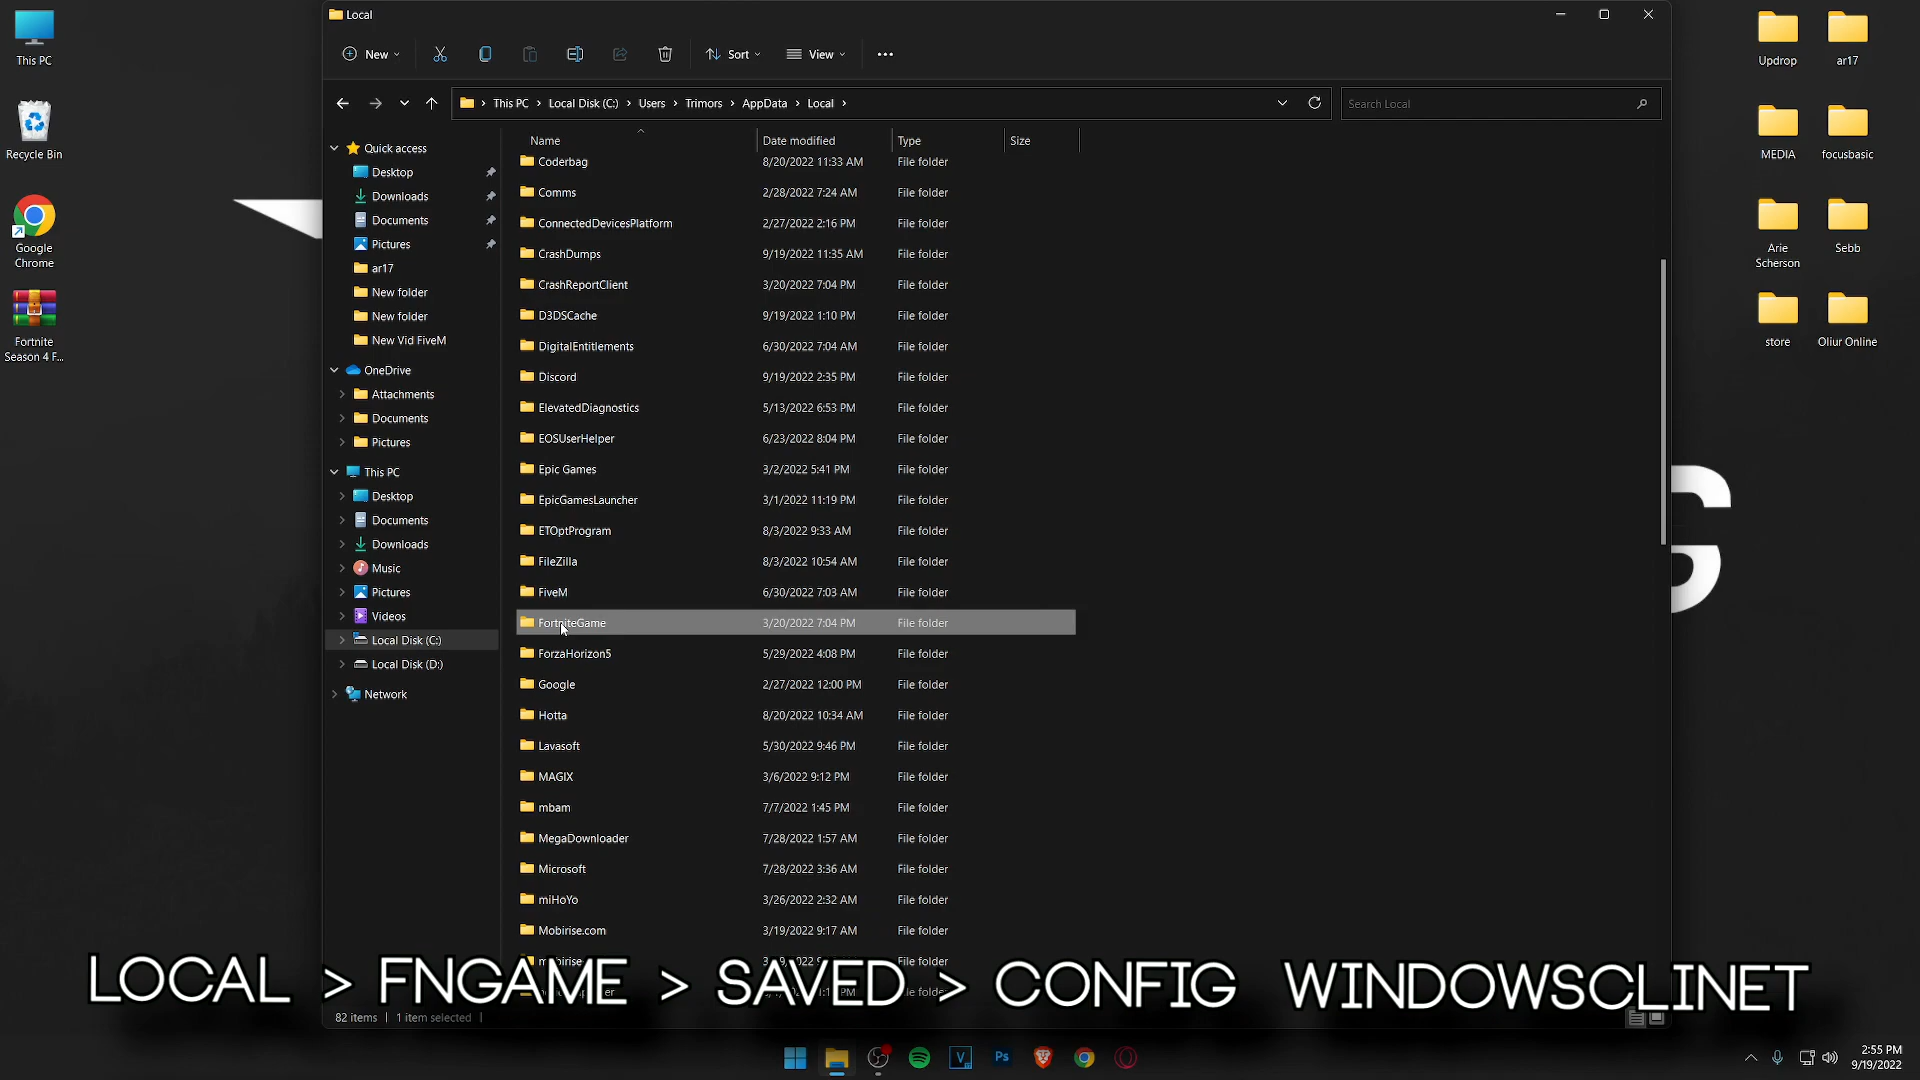 Local
New
Sort
View
This PC
Local Disk (C:)
Users
Trimors
AppData
Local
Search Local
Name
Date modified
Type
Size
Quick access
Desktop
Downloads
Documents
Pictures
ar17
New folder
New folder
New Vid FiveM
OneDrive
Attachments
Documents
Pictures
This PC
Desktop
Documents
Downloads
Music
Pictures
Videos
Local Disk (C:)
Local Disk (D:)
Network
Coderbag 8/20/2022 11:33 AM File folder
Comms 2/28/2022 7:24 AM File folder
ConnectedDevicesPlatform 2/27/2022 2:16 PM File folder
CrashDumps 9/19/2022 11:35 AM File folder
CrashReportClient 3/20/2022 7:04 PM File folder
D3DSCache 9/19/2022 1:10 PM File folder
DigitalEntitlements 6/30/2022 7:04 AM File folder
Discord 9/19/2022 2:35 PM File folder
ElevatedDiagnostics 5/13/2022 6:53 PM File folder
EOSUserHelper 6/23/2022 8:04 PM File folder
Epic Games 3/2/2022 5:41 PM File folder
EpicGamesLauncher 3/1/2022 11:19 PM File folder
ETOptProgram 8/3/2022 9:33 AM File folder
FileZilla 8/3/2022 10:54 AM File folder
FiveM 6/30/2022 7:03 AM File folder
FortniteGame 3/20/2022 7:04 PM File folder
ForzaHorizon5 5/29/2022 4:08 PM File folder
Google 2/27/2022 12:00 PM File folder
Hotta 8/20/2022 10:34 AM File folder
Lavasoft 5/30/2022 9:46 PM File folder
MAGIX 3/6/2022 9:12 PM File folder
mbam 7/7/2022 1:45 PM File folder
MegaDownloader 7/28/2022 1:57 AM File folder
Microsoft 7/28/2022 3:36 AM File folder
miHoYo 3/26/2022 2:32 AM File folder
Mobirise.com 3/19/2022 9:17 AM File folder
LOCAL > FNGAME > SAVED > CONFIG WINDOWSCLINET
82 items
1 item selected
This PC
Recycle Bin
Google
Chrome
Fortnite
Season 4 F...
Updrop
ar17
MEDIA
focusbasic
Arie
Scherson
Sebb
store
Oliur Online
G
V
Ps
2:55 PM
9/19/2022